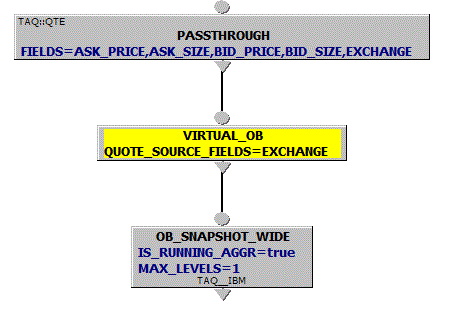 TAQ::QTE
PASSTHROUGH
FIELDS=ASK_PRICE,ASK_SIZE,BID_PRICE,BID_SIZE,EXCHANGE
VIRTUAL_OB
QUOTE_SOURCE_FIELDS=EXCHANGE
OB_SNAPSHOT_WIDE
IS_RUNNING_AGGR=true
MAX_LEVELS=1
TAQ__IBM